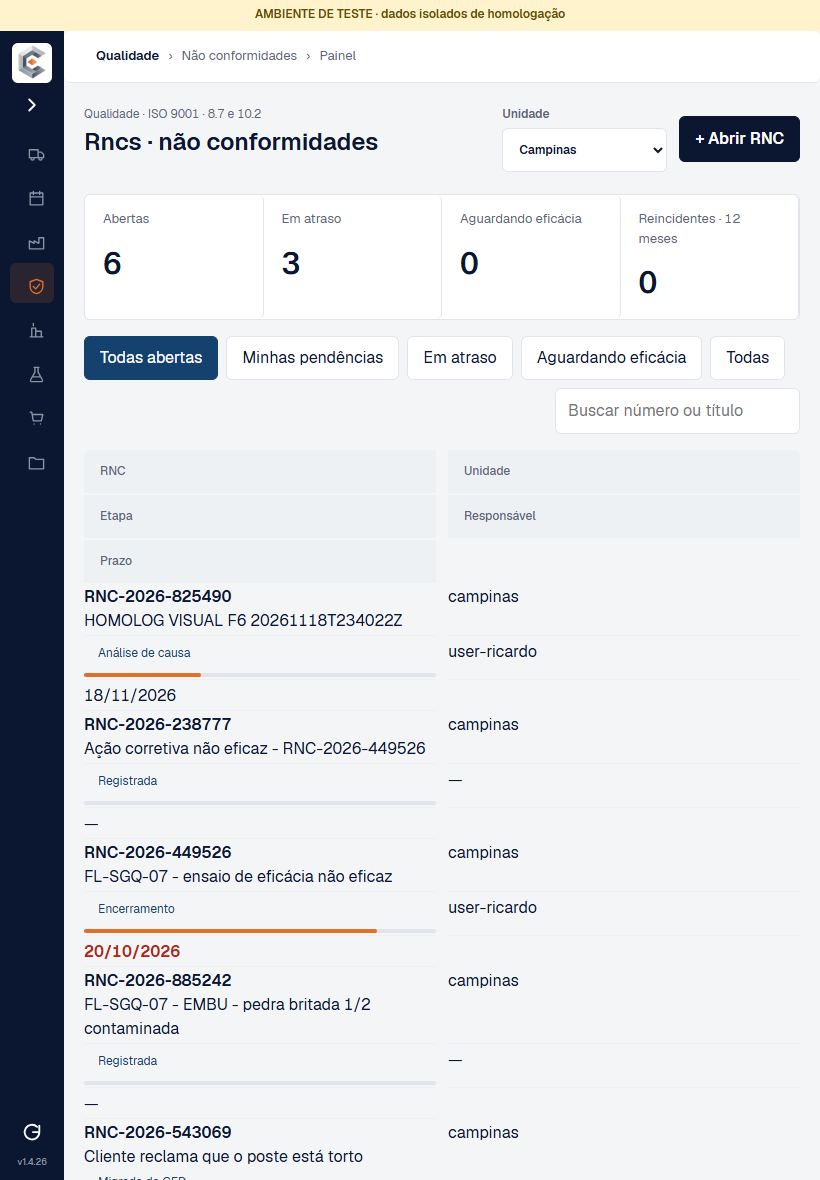 AMBIENTE DE TESTE · dados isolados de homologação
Qualidade › Não conformidades › Painel
Qualidade · ISO 9001 · 8.7 e 10.2
Rncs · não conformidades
Unidade
Campinas
+ Abrir RNC
Abertas
6
Em atraso
3
Aguardando eficácia
0
Reincidentes · 12
meses
0
Todas abertas
Minhas pendências
Em atraso
Aguardando eficácia
Todas
Buscar número ou título
RNC
Unidade
Etapa
Responsável
Prazo
RNC-2026-825490
HOMOLOG VISUAL F6 20261118T234022Z
campinas
Análise de causa
user-ricardo
18/11/2026
RNC-2026-238777
Ação corretiva não eficaz - RNC-2026-449526
campinas
Registrada
—
—
RNC-2026-449526
FL-SGQ-07 - ensaio de eficácia não eficaz
campinas
Encerramento
user-ricardo
20/10/2026
RNC-2026-885242
FL-SGQ-07 - EMBU - pedra britada 1/2
contaminada
campinas
Registrada
—
—
RNC-2026-543069
Cliente reclama que o poste está torto
campinas
v1.4.26